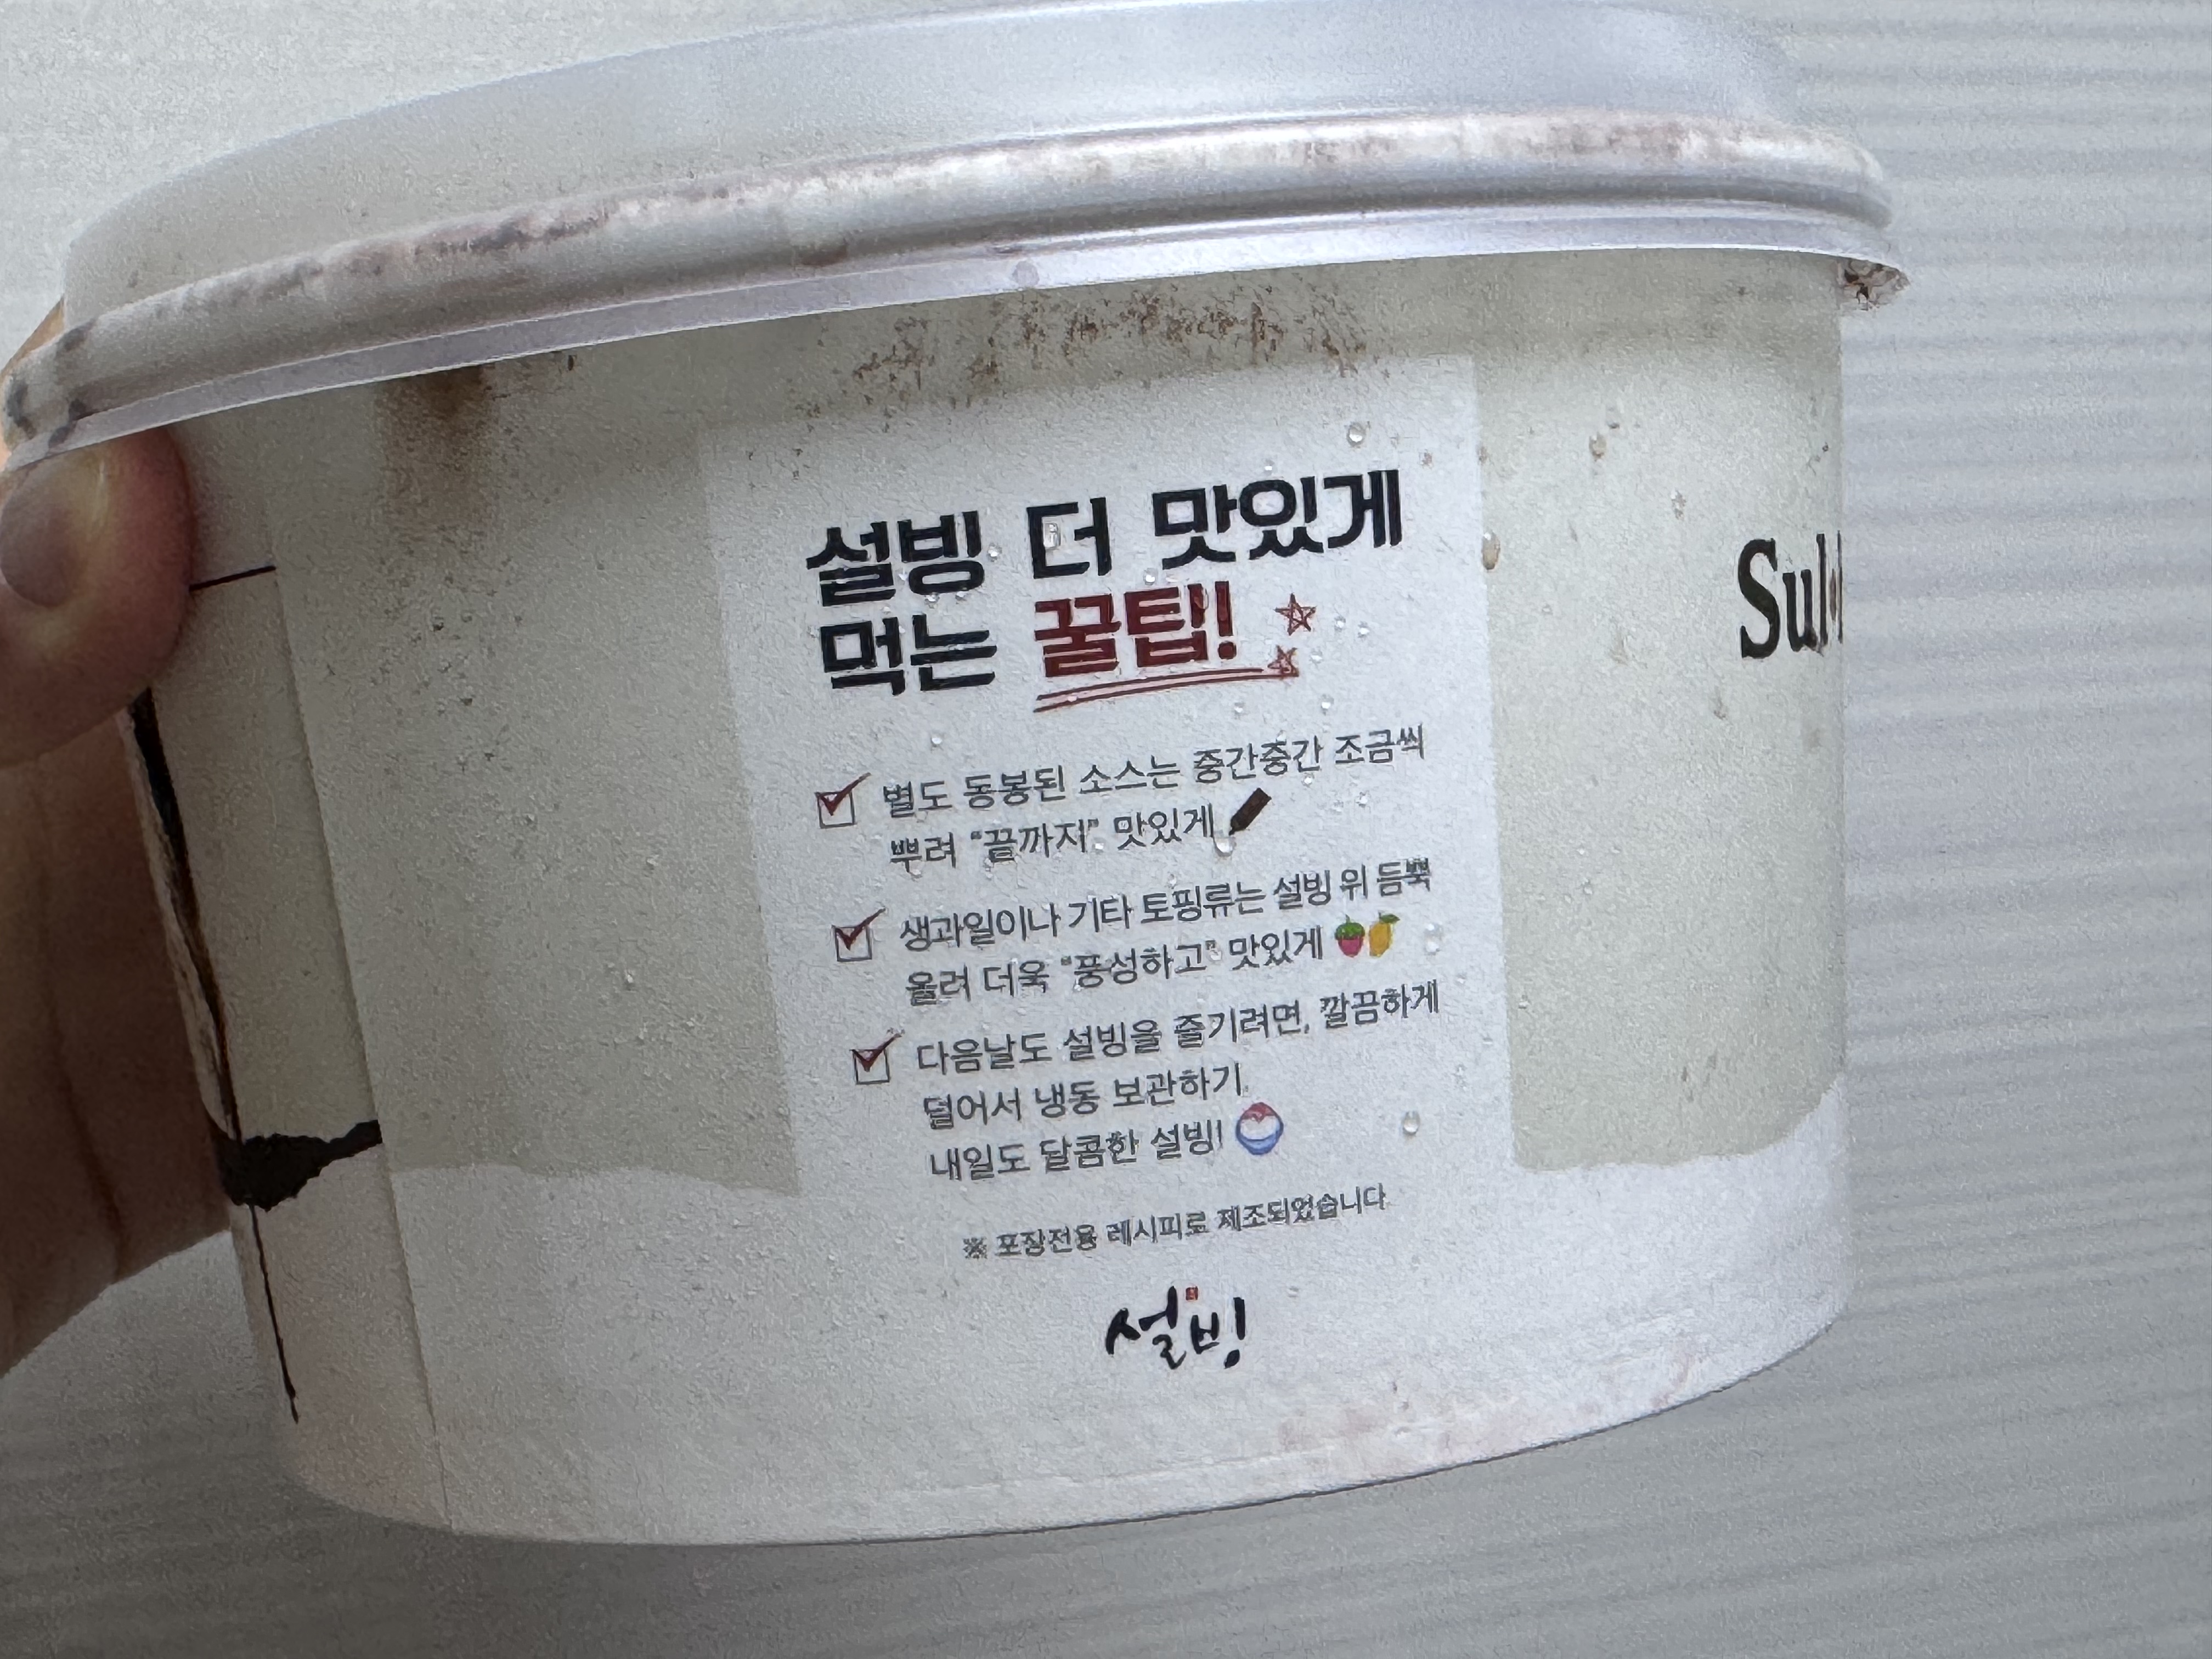 설빙 더 맛있게
먹는 꿀팁!
별도 동봉된 소스는 중간중간 조금씩
뿌려 "끝까지" 맛있게
생과일이나 기타 토핑류는 설빙 위 듬뿍
올려 더욱 "풍성하고" 맛있게
다음날도 설빙을 즐기려면, 깔끔하게
덜어서 냉동 보관하기
내일도 달콤한 설빙!
※ 포장전용 레시피로 제조되었습니다
설빙
Sul